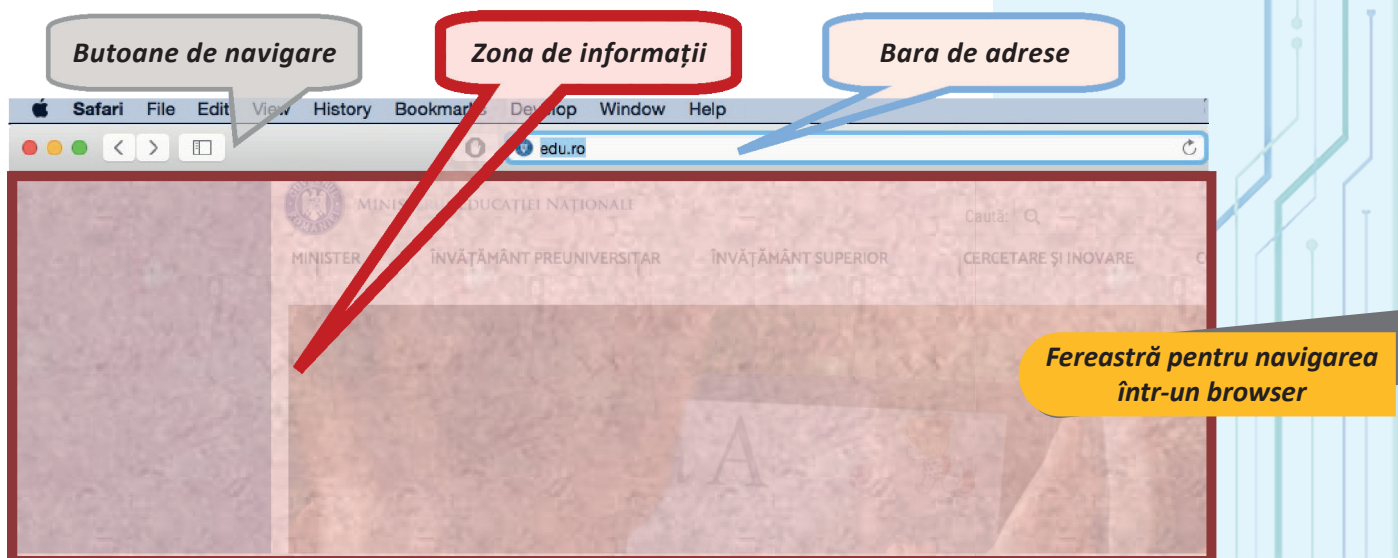 Butoane de navigare
Zona de informații
Bara de adrese
Safari File Edit View History Bookmarks Develop Window Help
edu.ro
EDUCAȚIEI NAȚIONALE
Caută:
MINISTER ÎNVĂȚĂMÂNT PREUNIVERSITAR ÎNVĂȚĂMÂNT SUPERIOR CERCETARE ȘI INOVARE
Fereastră pentru navigarea
într-un browser
A